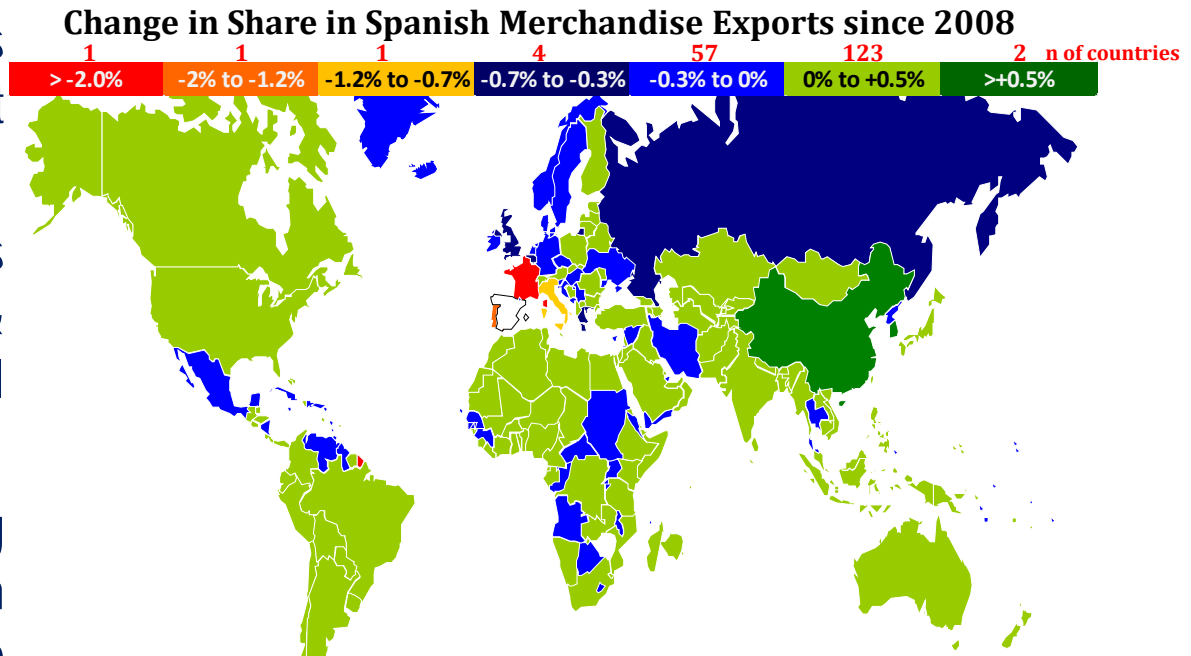 Change in Share in Spanish Merchandise Exports since 2008
1 1 1 4 57 123 2 n of countries
> -2.0% -2% to -1.2% -1.2% to -0.7% -0.7% to -0.3% -0.3% to 0% 0% to +0.5% >+0.5%